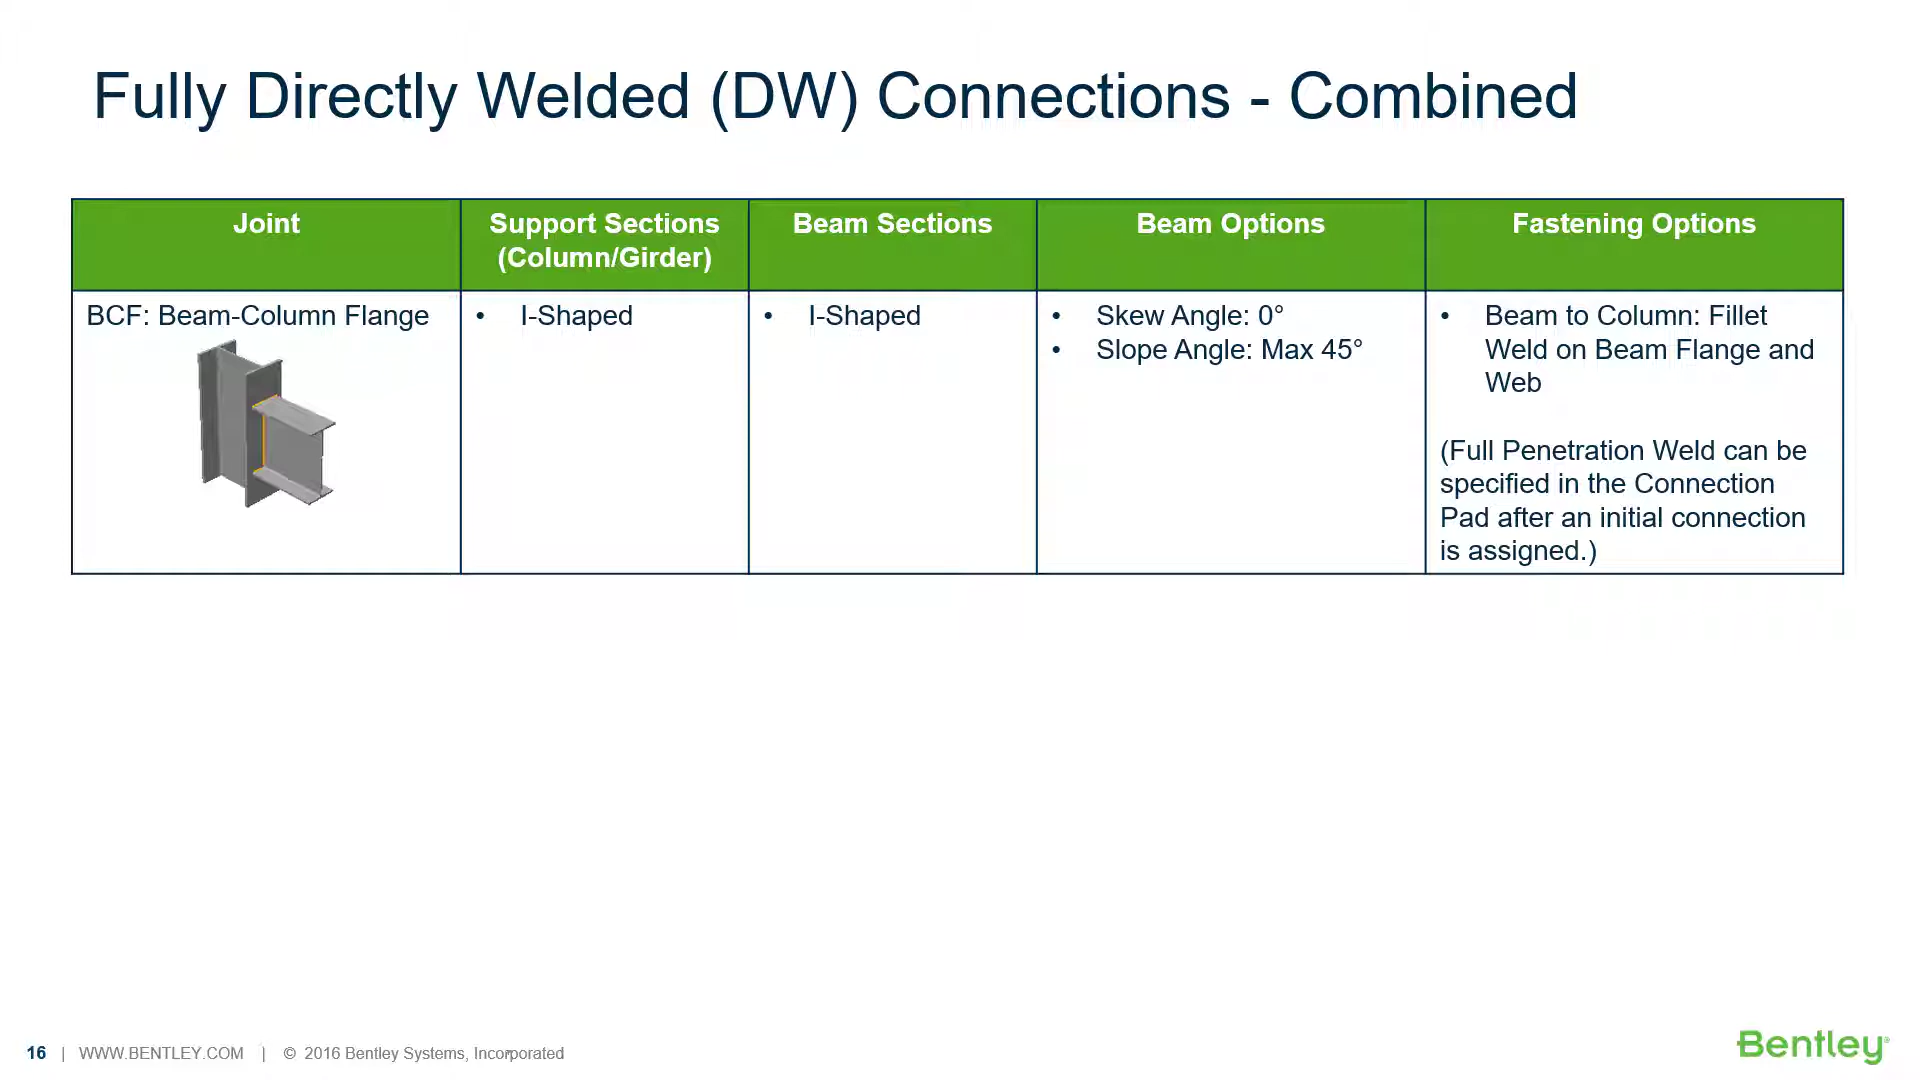 Fully Directly Welded (DW) Connections - Combined
Joint
Support Sections
(Column/Girder)
Beam Sections
Beam Options
Fastening Options
BCF: Beam-Column Flange
• I-Shaped
• I-Shaped
• Skew Angle: 0°
• Slope Angle: Max 45°
• Beam to Column: Fillet
Weld on Beam Flange and
Web
(Full Penetration Weld can be
specified in the Connection
Pad after an initial connection
is assigned.)
16 | WWW.BENTLEY.COM | © 2016 Bentley Systems, Incorporated
Bentley®